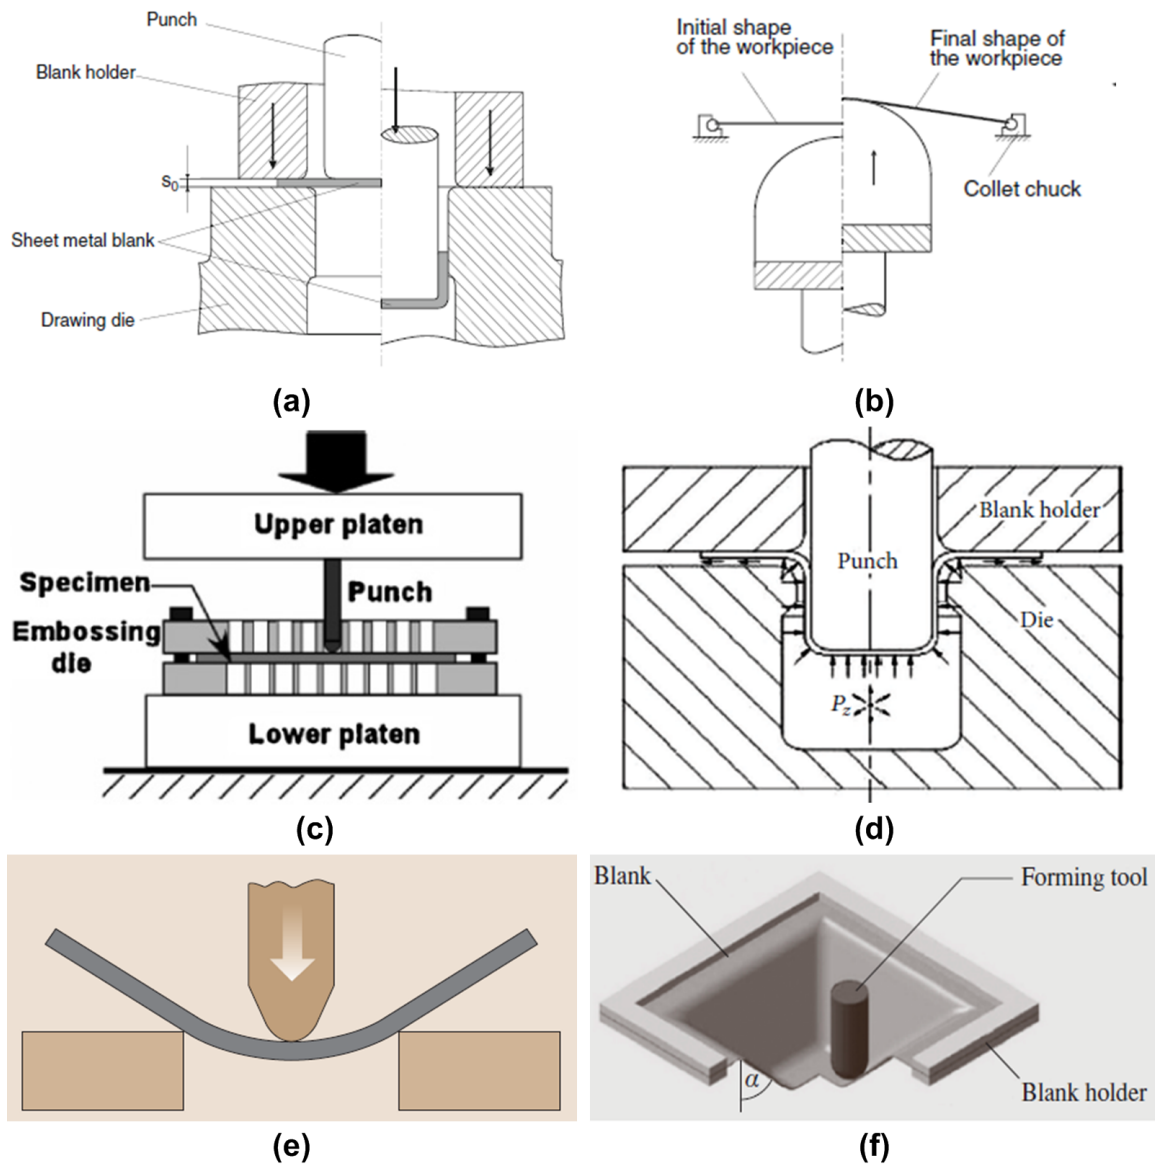 Punch
Blank holder
s₀
Sheet metal blank
Drawing die
(a)
Initial shape
of the workpiece
Final shape of
the workpiece
Collet chuck
(b)
Upper platen
Specimen
Punch
Embossing
die
Lower platen
(c)
Blank holder
Punch
Die
Pz
(d)
(e)
Blank
Forming tool
α
Blank holder
(f)